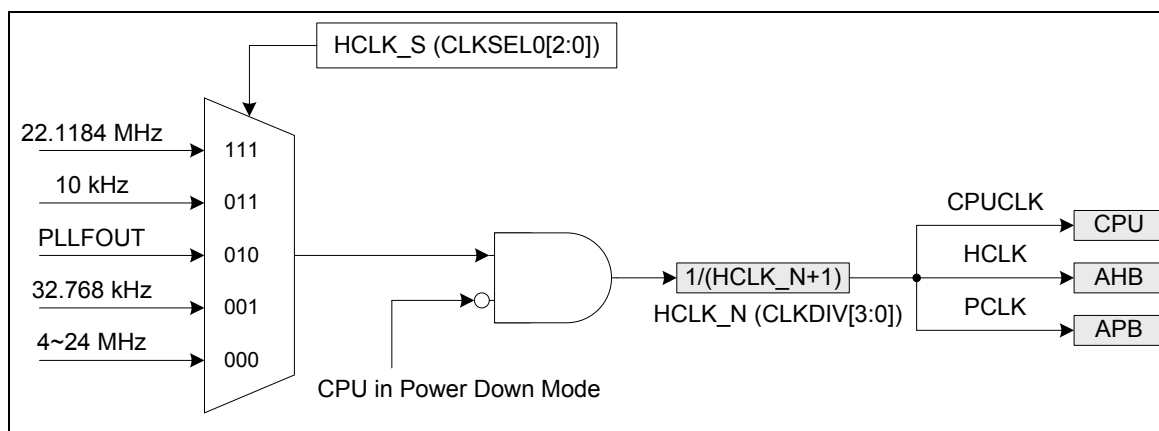 HCLK_S (CLKSEL0[2:0])
22.1184 MHz
111
10 kHz
011
PLLFOUT
010
32.768 kHz
001
4~24 MHz
000
CPU in Power Down Mode
1/(HCLK_N+1)
HCLK_N (CLKDIV[3:0])
CPUCLK
CPU
HCLK
AHB
PCLK
APB